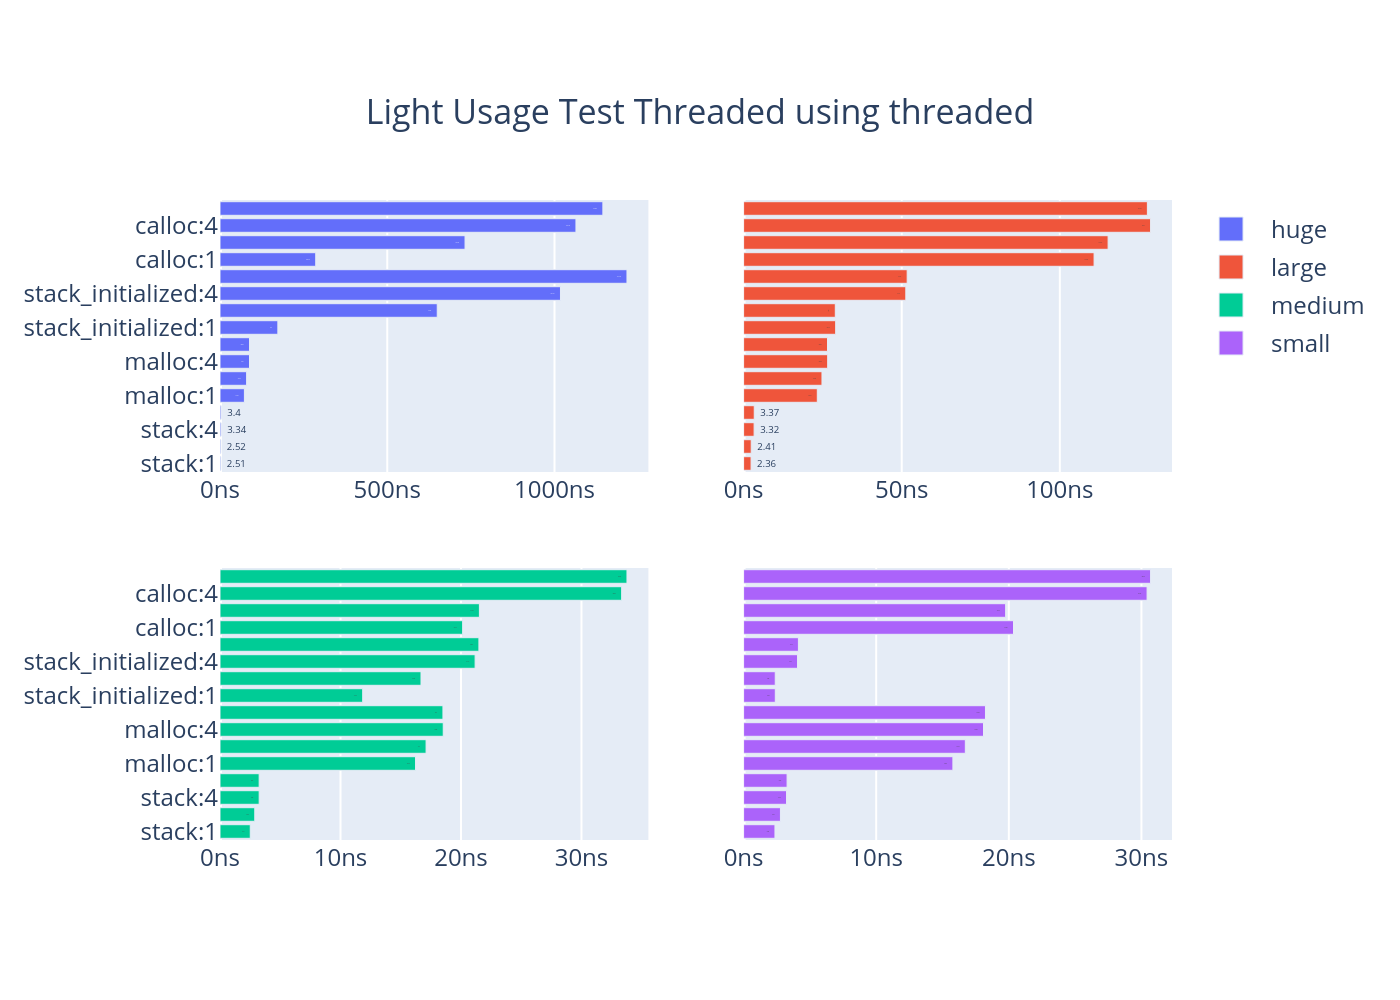 Light Usage Test Threaded using threaded
calloc:4
calloc:1
stack_initialized:4
stack_initialized:1
malloc:4
malloc:1
stack:4
stack:1
3.4
3.34
2.52
2.51
0ns 500ns 1000ns
3.37
3.32
2.41
2.36
0ns 50ns 100ns
huge
large
medium
small
calloc:4
calloc:1
stack_initialized:4
stack_initialized:1
malloc:4
malloc:1
stack:4
stack:1
0ns 10ns 20ns 30ns
0ns 10ns 20ns 30ns